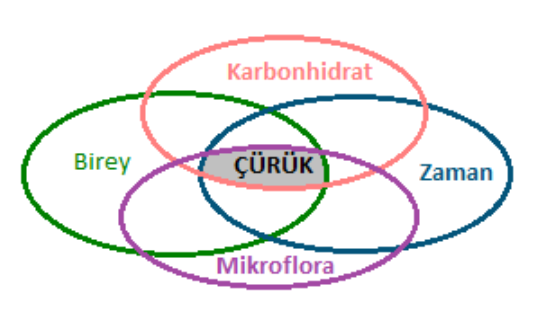 Karbonhidrat
Birey
ÇÜRÜK
Zaman
Mikroflora